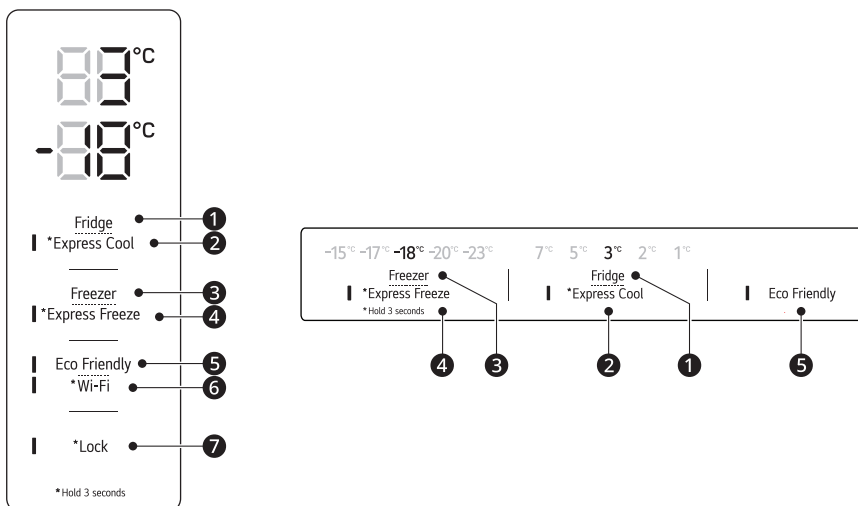 3°C
-18°C
Fridge
*Express Cool
Freezer
*Express Freeze
Eco Friendly
*Wi-Fi
*Lock
*Hold 3 seconds
1
2
3
4
5
6
7
-15°C -17°C -18°C -20°C -23°C
Freezer
*Express Freeze
*Hold 3 seconds
7°C 5°C 3°C 2°C 1°C
Fridge
*Express Cool
Eco Friendly
4
3
2
1
5